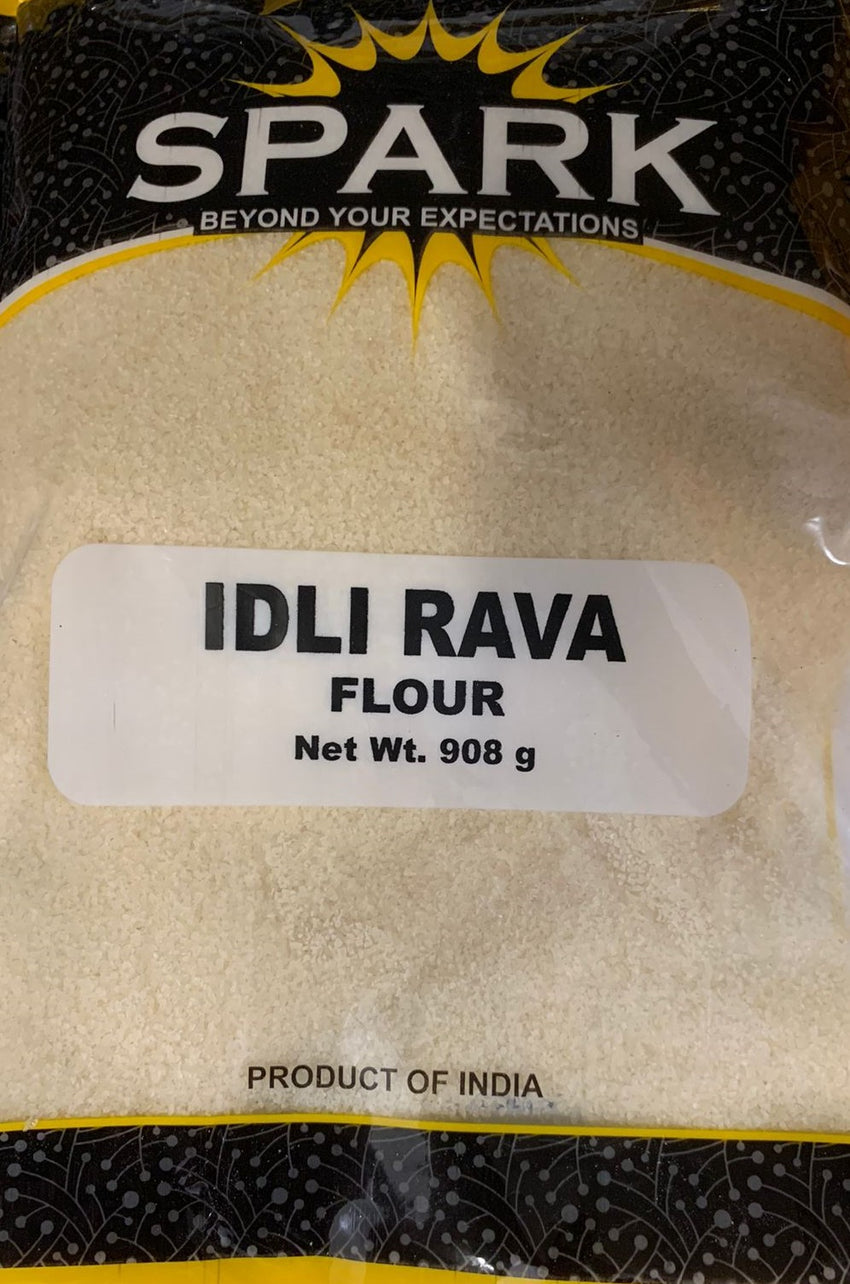 SPARK
BEYOND YOUR EXPECTATIONS
IDLI RAVA
FLOUR
Net Wt. 908 g
PRODUCT OF INDIA